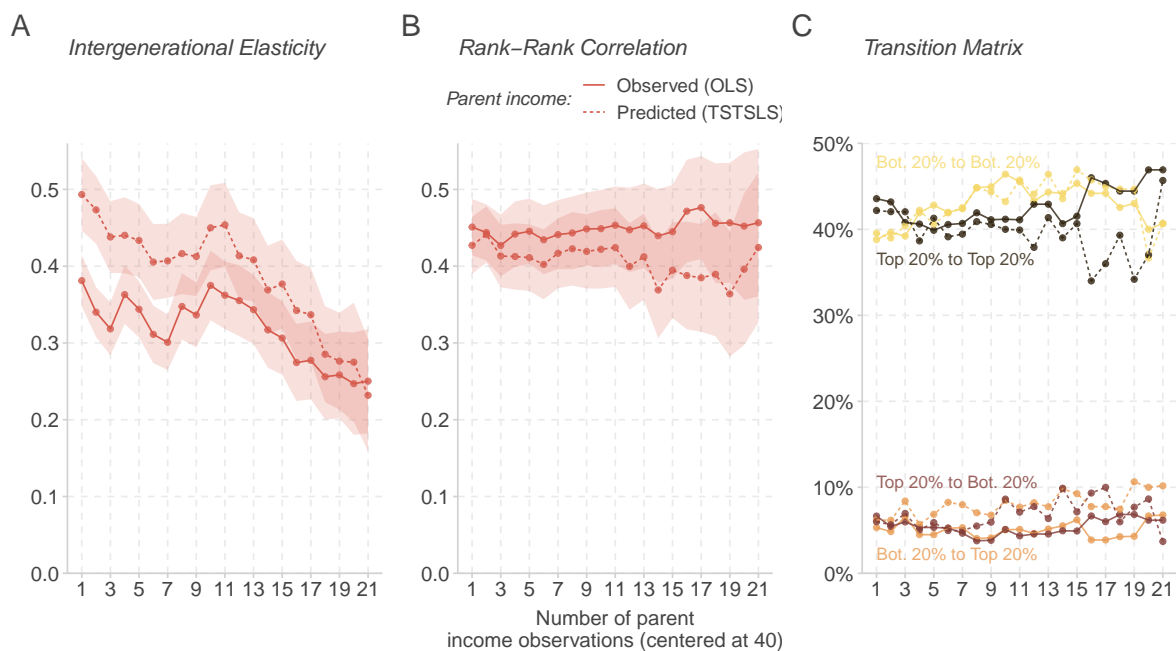 A
Intergenerational Elasticity
B
Rank−Rank Correlation
C
Transition Matrix
Parent income:
Observed (OLS)
Predicted (TSTSLS)
0.5
0.4
0.3
0.2
0.1
0.0
1 3 5 7 9 11 13 15 17 19 21
0.5
0.4
0.3
0.2
0.1
0.0
1 3 5 7 9 11 13 15 17 19 21
Number of parent
income observations (centered at 40)
50%
40%
30%
20%
10%
0%
Bot. 20% to Bot. 20%
Top 20% to Top 20%
Top 20% to Bot. 20%
Bot. 20% to Top 20%
1 3 5 7 9 11 13 15 17 19 21